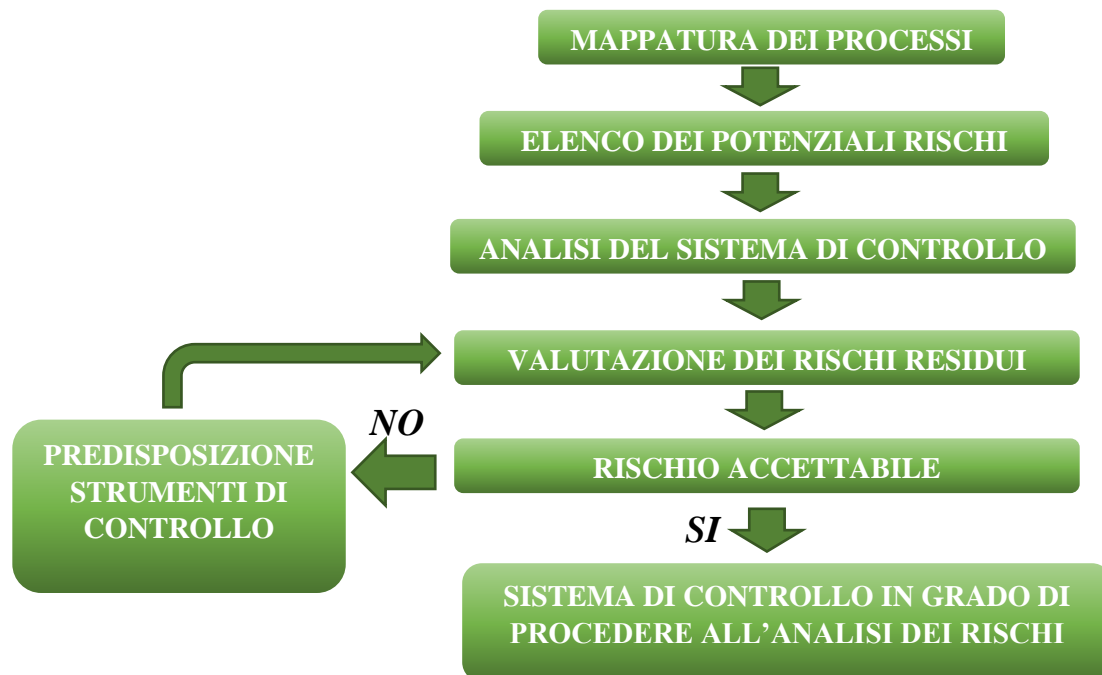 MAPPATURA DEI PROCESSI
ELENCO DEI POTENZIALI RISCHI
ANALISI DEL SISTEMA DI CONTROLLO
VALUTAZIONE DEI RISCHI RESIDUI
NO
PREDISPOSIZIONE
STRUMENTI DI
CONTROLLO
RISCHIO ACCETTABILE
SI
SISTEMA DI CONTROLLO IN GRADO DI
PROCEDERE ALL’ANALISI DEI RISCHI